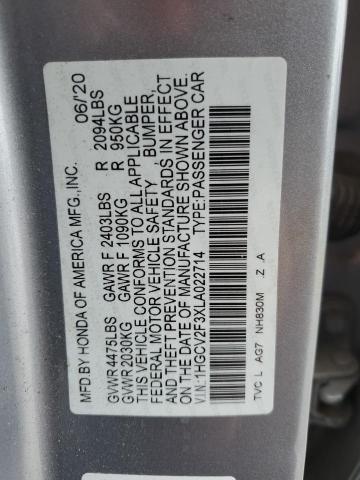 MFD.BY HONDA OF AMERICA MFG.,INC. 06/20
GVWR 4475LBS GAWR F 2403LBS R 2094LBS
GVWR 2030KG GAWR F 1090KG R 950KG
THIS VEHICLE CONFORMS TO ALL APPLICABLE
FEDERAL MOTOR VEHICLE SAFETY, BUMPER,
AND THEFT PREVENTION STANDARDS IN EFFECT
ON THE DATE OF MANUFACTURE SHOWN ABOVE.
V.I.N:1HGCV2F3XLA022714 TYPE:PASSENGER CAR
TVC L AG7 NH830M Z .A